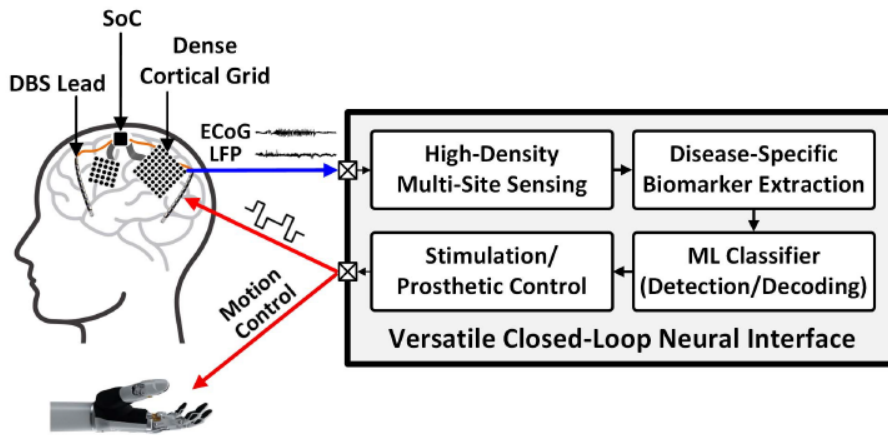 SoC
Dense
Cortical Grid
DBS Lead
ECoG
LFP
High-Density
Multi-Site Sensing
Disease-Specific
Biomarker Extraction
Stimulation/
Prosthetic Control
ML Classifier
(Detection/Decoding)
Motion
Control
Versatile Closed-Loop Neural Interface